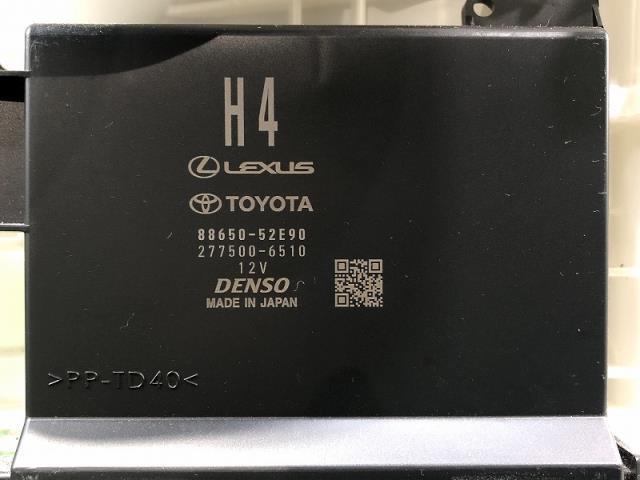 H4
LEXUS
TOYOTA
88650-52E90
277500-6510
12V
DENSO
MADE IN JAPAN
>PP-TD40<